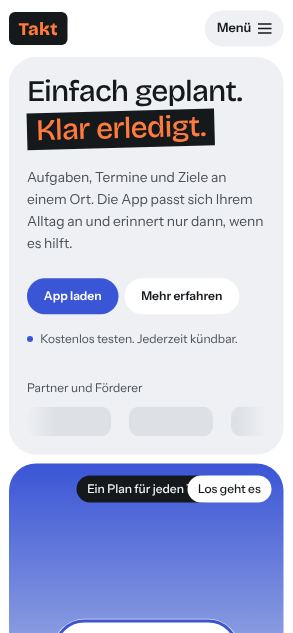 Takt
Menü
Einfach geplant.
Klar erledigt.
Aufgaben, Termine und Ziele an
einem Ort. Die App passt sich Ihrem
Alltag an und erinnert nur dann, wenn
es hilft.
App laden
Mehr erfahren
Kostenlos testen. Jederzeit kündbar.
Partner und Förderer
Ein Plan für jeden
Los geht es